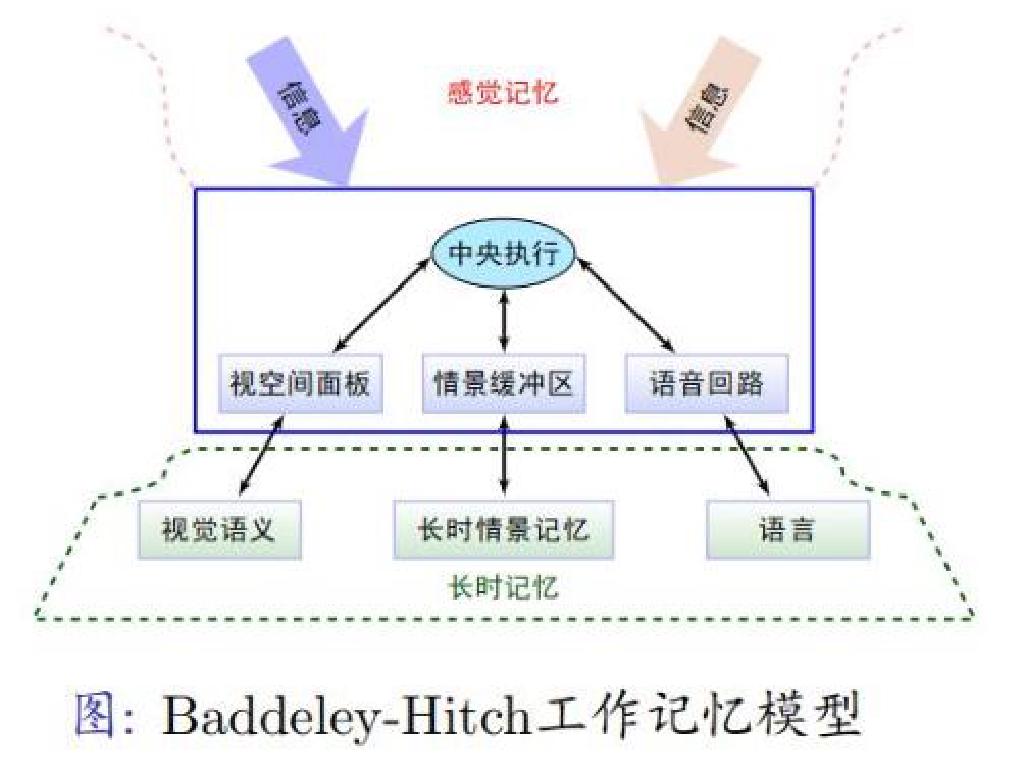 信息
感觉记忆
信息
中央执行
视空间面板
情景缓冲区
语音回路
视觉语义
长时情景记忆
语言
长时记忆
图: Baddeley-Hitch工作记忆模型